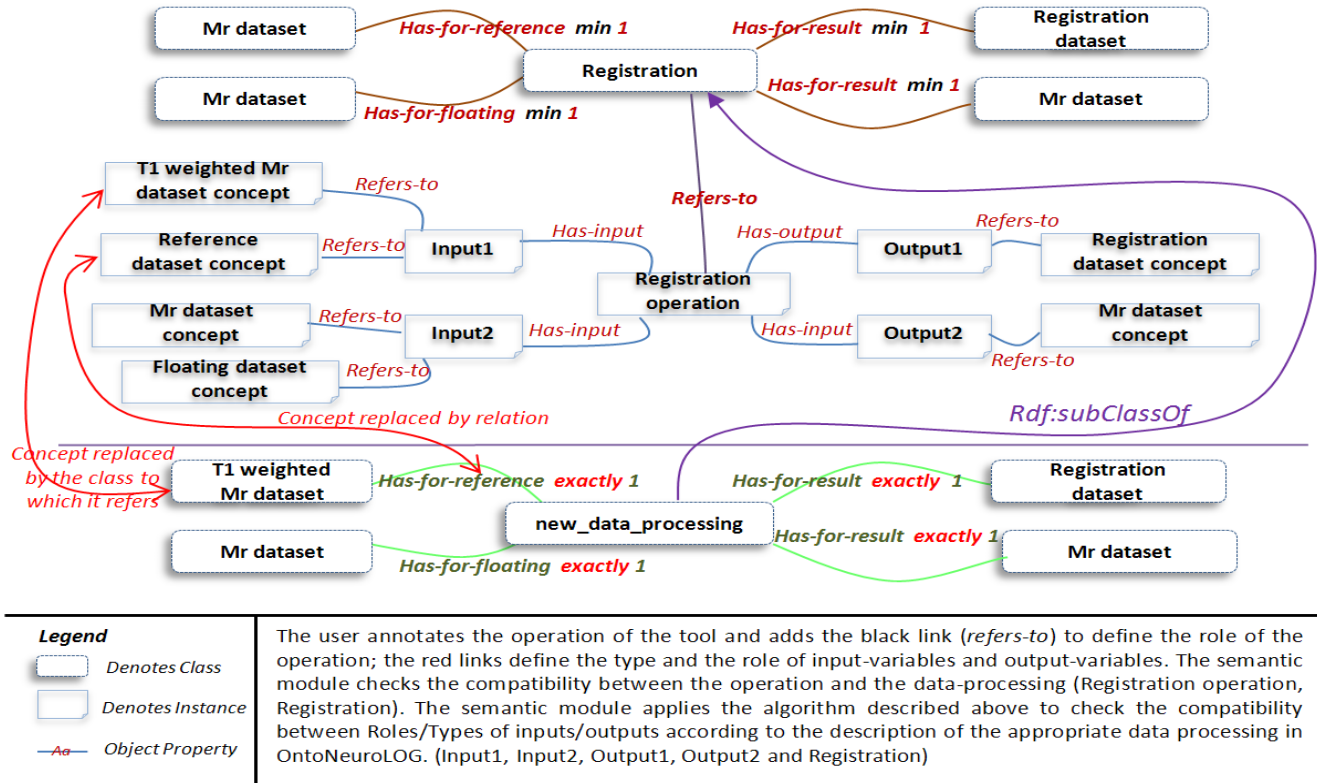 Mr dataset
Has-for-reference min 1
Has-for-result min 1
Registration
dataset
Registration
Mr dataset
Has-for-floating min 1
Has-for-result min 1
Mr dataset
T1 weighted Mr
dataset concept
Refers-to
Refers-to
Reference
dataset concept
Refers-to
Input1
Has-input
Has-output
Output1
Refers-to
Registration
dataset concept
Registration
operation
Mr dataset
concept
Refers-to
Input2
Has-input
Has-input
Output2
Mr dataset
concept
Refers-to
Floating dataset
concept
Refers-to
Concept replaced by relation
Rdf:subClassOf
Concept replaced
by the class to
which it refers
T1 weighted
Mr dataset
Has-for-reference exactly 1
Has-for-result exactly 1
Registration
dataset
new_data_processing
Mr dataset
Has-for-floating exactly 1
Has-for-result exactly 1
Mr dataset
Legend
Denotes Class
Denotes Instance
Aa Object Property
The user annotates the operation of the tool and adds the black link (refers-to) to define the role of the
operation; the red links define the type and the role of input-variables and output-variables. The semantic
module checks the compatibility between the operation and the data-processing (Registration operation,
Registration). The semantic module applies the algorithm described above to check the compatibility
between Roles/Types of inputs/outputs according to the description of the appropriate data processing in
OntoNeuroLOG. (Input1, Input2, Output1, Output2 and Registration)